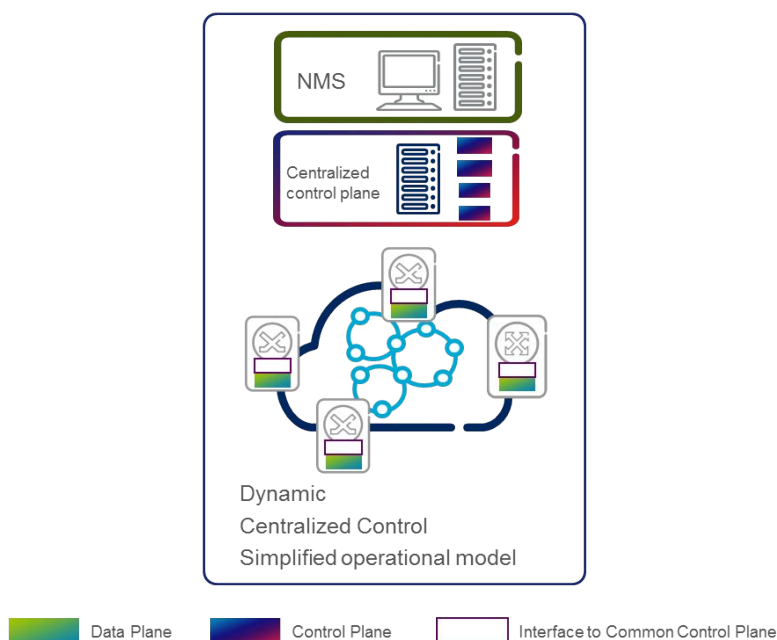 NMS
Centralized
control plane
Dynamic
Centralized Control
Simplified operational model
Data Plane
Control Plane
Interface to Common Control Plane